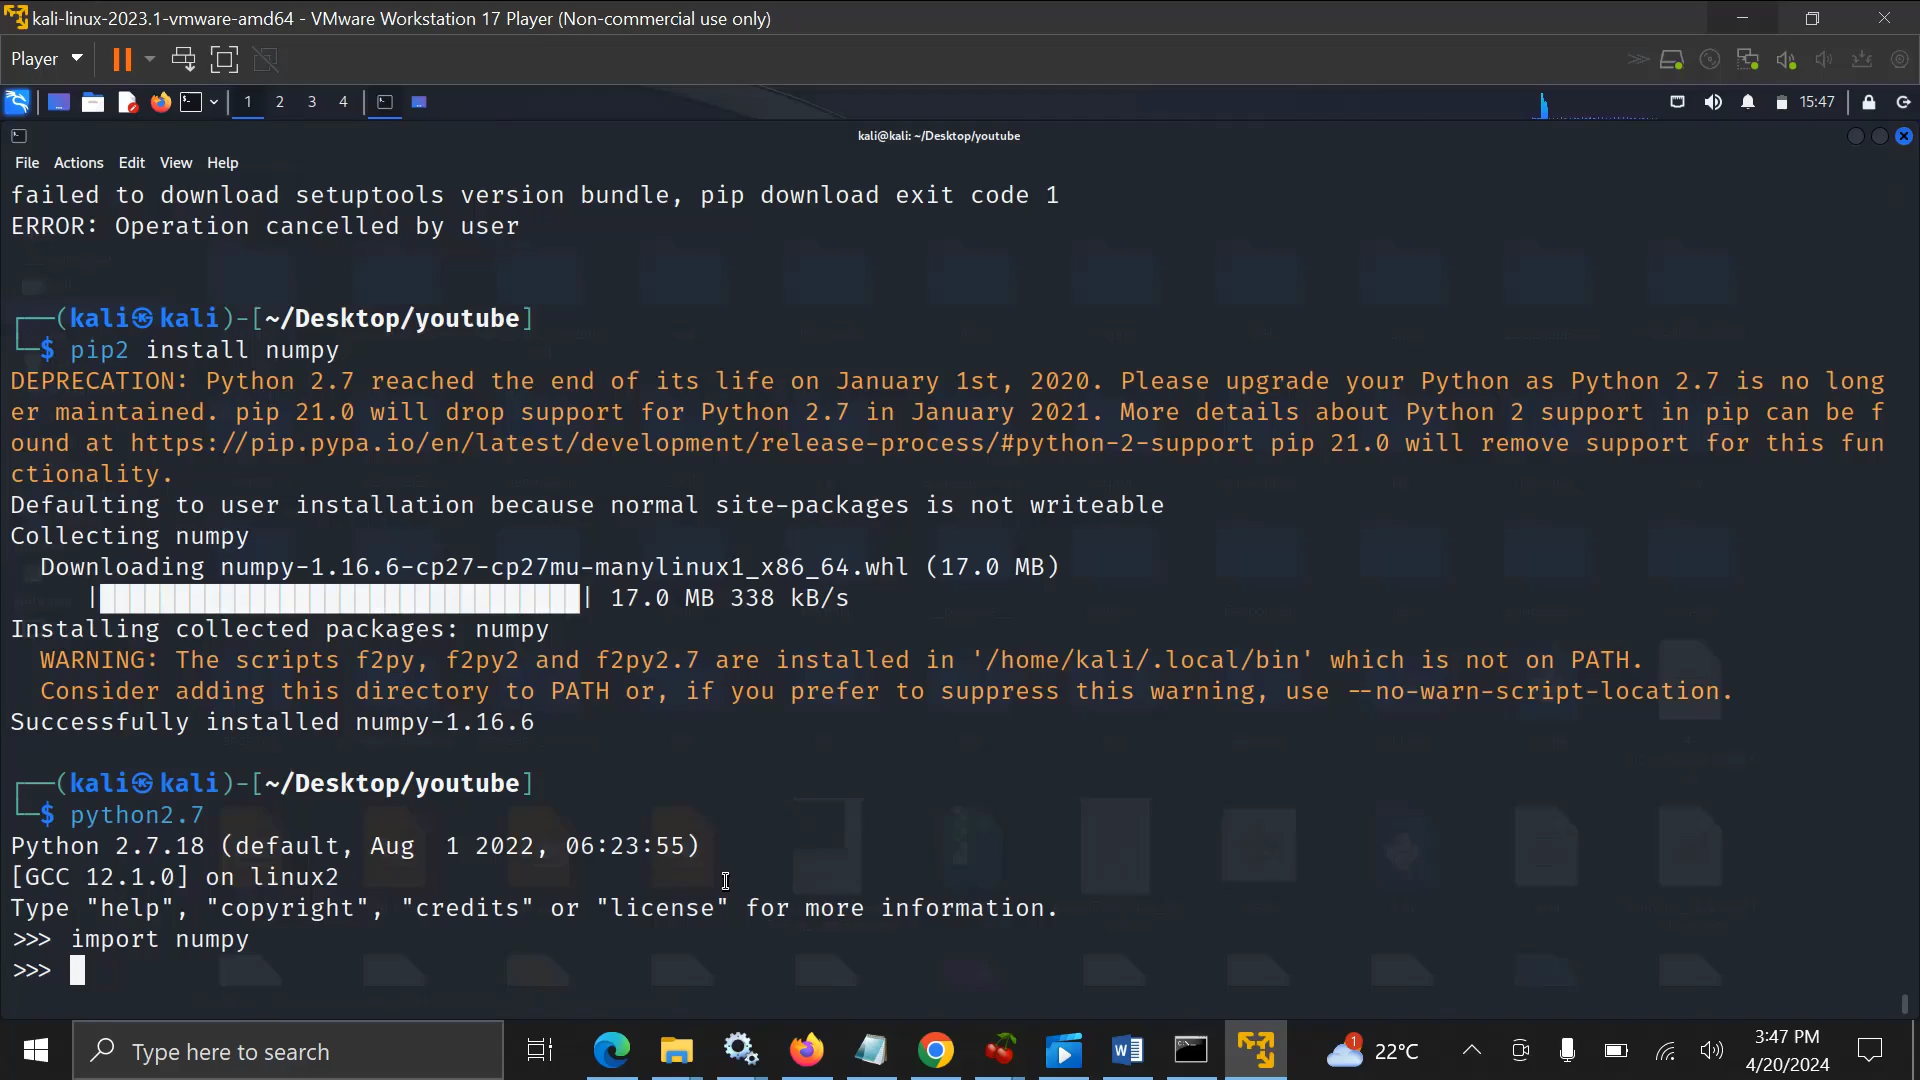 kali-linux-2023.1-vmware-amd64 - VMware Workstation 17 Player (Non-commercial use only)
Player
1 2 3 4
15:47
kali@kali: ~/Desktop/youtube
File Actions Edit View Help
failed to download setuptools version bundle, pip download exit code 1
ERROR: Operation cancelled by user
┌──(kali㉿kali)-[~/Desktop/youtube]
└─$ pip2 install numpy
DEPRECATION: Python 2.7 reached the end of its life on January 1st, 2020. Please upgrade your Python as Python 2.7 is no long
er maintained. pip 21.0 will drop support for Python 2.7 in January 2021. More details about Python 2 support in pip can be f
ound at https://pip.pypa.io/en/latest/development/release-process/#python-2-support pip 21.0 will remove support for this fun
ctionality.
Defaulting to user installation because normal site-packages is not writeable
Collecting numpy
Downloading numpy-1.16.6-cp27-cp27mu-manylinux1_x86_64.whl (17.0 MB)
|████████████████████████████████| 17.0 MB 338 kB/s
Installing collected packages: numpy
WARNING: The scripts f2py, f2py2 and f2py2.7 are installed in '/home/kali/.local/bin' which is not on PATH.
Consider adding this directory to PATH or, if you prefer to suppress this warning, use --no-warn-script-location.
Successfully installed numpy-1.16.6
┌──(kali㉿kali)-[~/Desktop/youtube]
└─$ python2.7
Python 2.7.18 (default, Aug  1 2022, 06:23:55)
[GCC 12.1.0] on linux2
Type "help", "copyright", "credits" or "license" for more information.
>>> import numpy
>>>
Type here to search
1
22°C
3:47 PM
4/20/2024